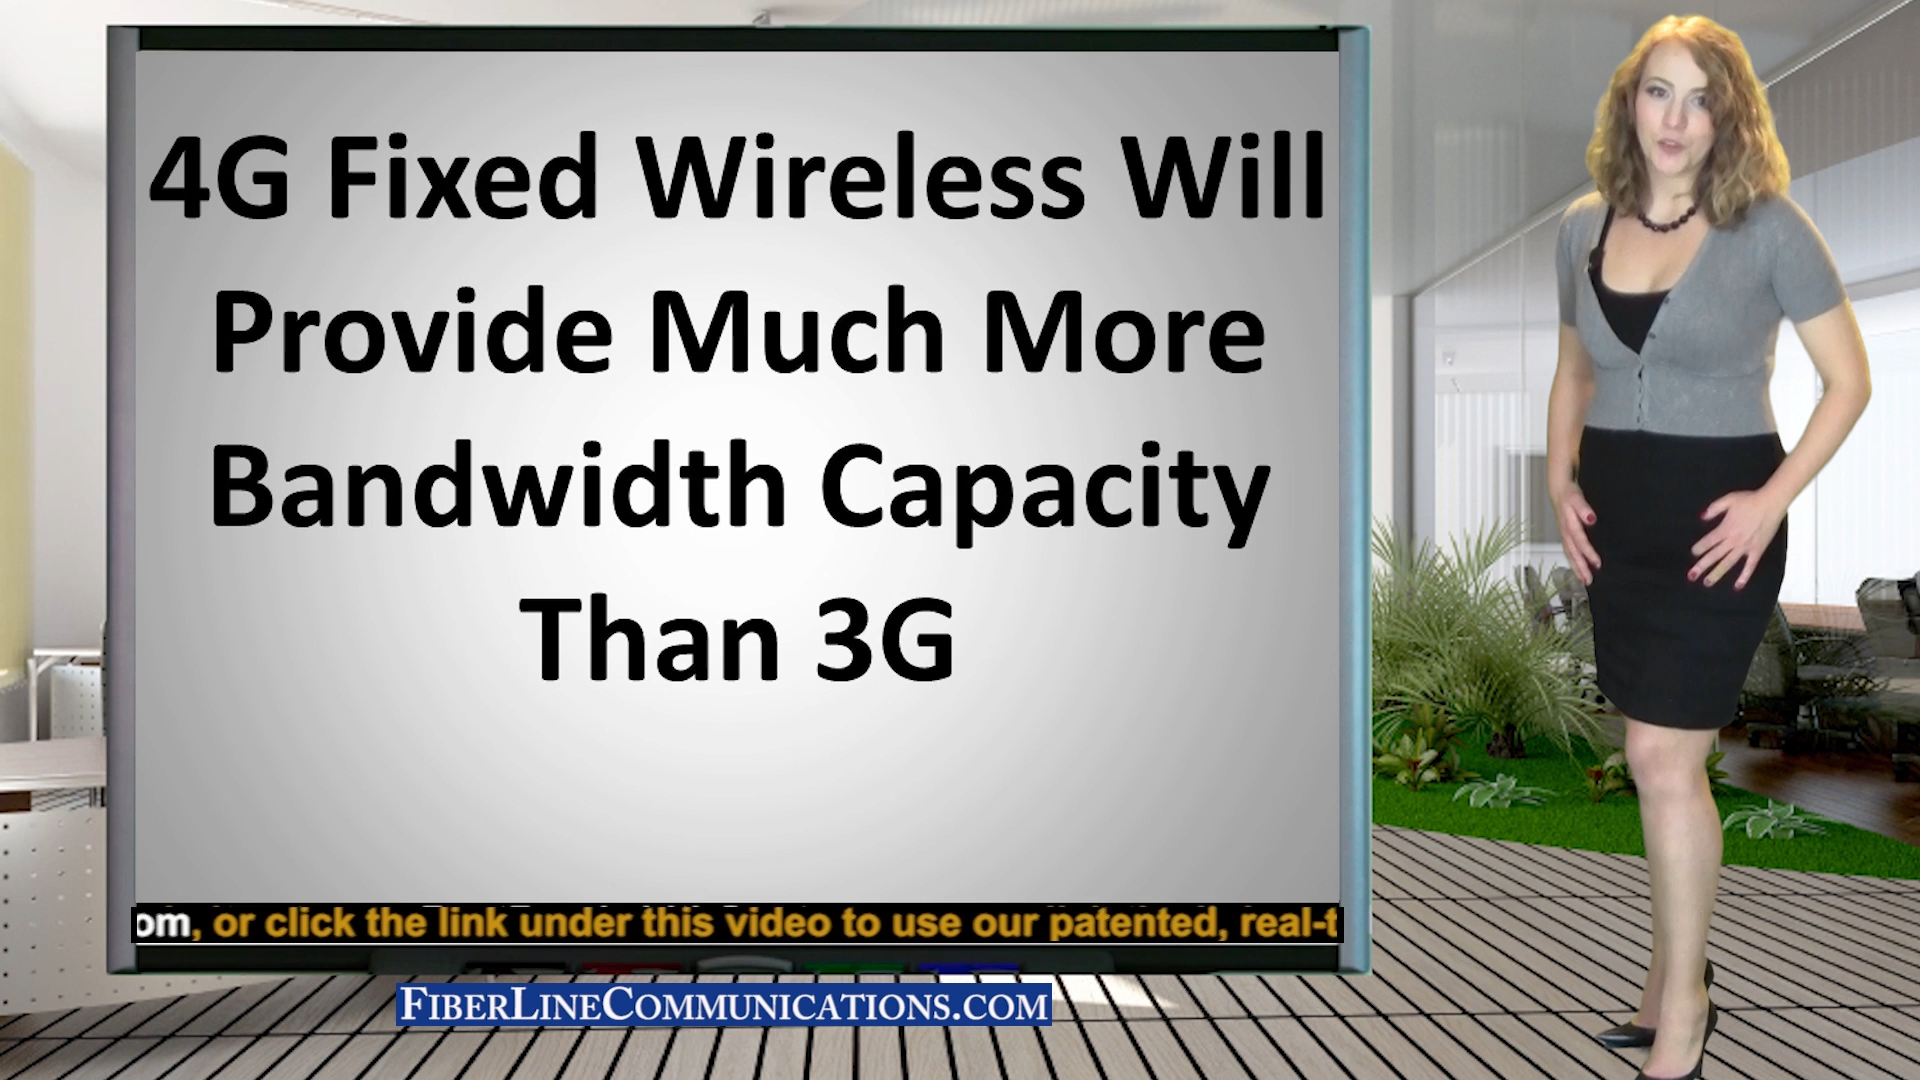 4G Fixed Wireless Will
Provide Much More
Bandwidth Capacity
Than 3G
om, or click the link under this video to use our patented, real-t
FIBERLINECOMMUNICATIONS.COM